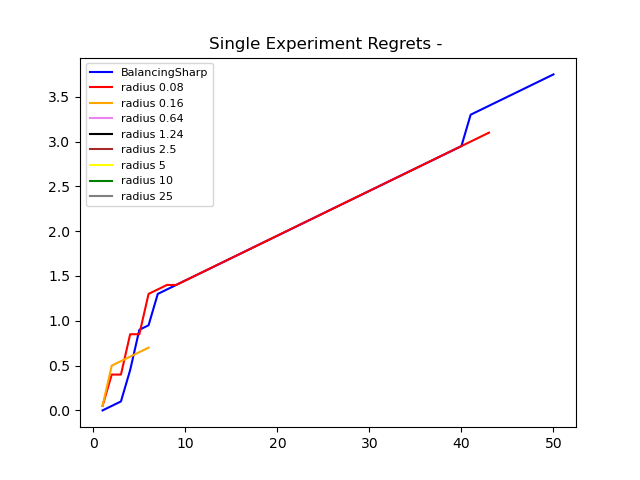 Single Experiment Regrets -
BalancingSharp
radius 0.08
radius 0.16
radius 0.64
radius 1.24
radius 2.5
radius 5
radius 10
radius 25
3.5
3.0
2.5
2.0
1.5
1.0
0.5
0.0
0 10 20 30 40 50